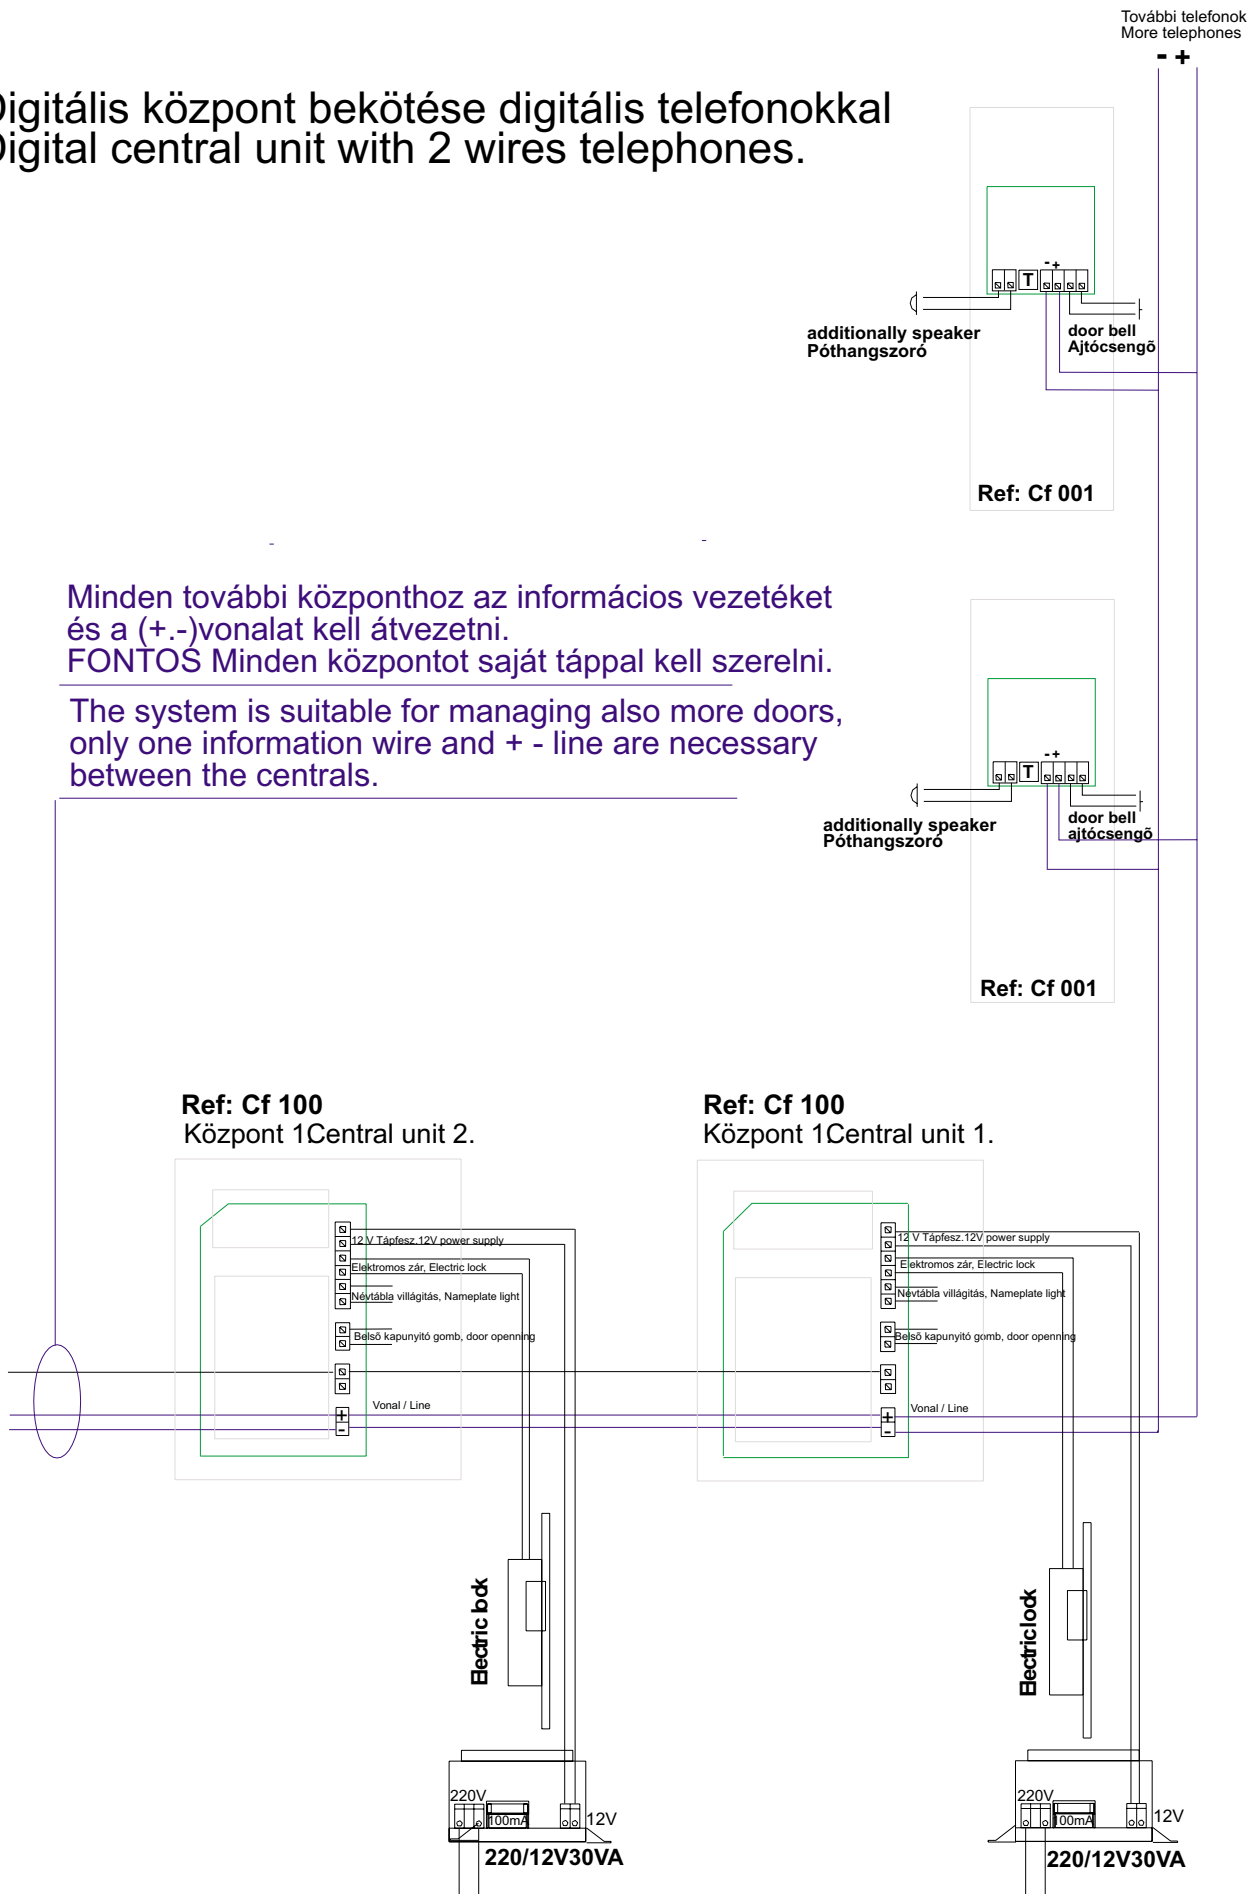 További telefonok
More telephones
- +
Digitális központ bekötése digitális telefonokkal
Digital central unit with 2 wires telephones.
- +
T
additionally speaker
Póthangszoró
door bell
Ajtócsengõ
Ref: Cf 001
Minden további központhoz az információs vezetéket
és a (+.-)vonalat kell átvezetni.
FONTOS Minden központot saját táppal kell szerelni.
The system is suitable for managing also more doors,
only one information wire and + - line are necessary
between the centrals.
- +
T
additionally speaker
Póthangszoró
door bell
ajtócsengõ
Ref: Cf 001
Ref: Cf 100
Központ 1Central unit 2.
12 V Tápfesz.12V power supply
Elektromos zár, Electric lock
Névtábla villágitás, Nameplate light
Belsõ kapunyitó gomb, door openning
Vonal / Line
+
-
Ref: Cf 100
Központ 1Central unit 1.
12 V Tápfesz.12V power supply
Elektromos zár, Electric lock
Névtábla villágitás, Nameplate light
Belsõ kapunyitó gomb, door openning
Vonal / Line
+
-
Electric lock
220V
100mA
12V
220/12V30VA
Electric lock
220V
100mA
12V
220/12V30VA